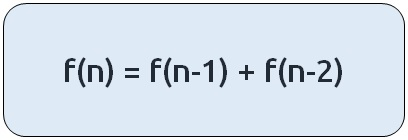 f(n) = f(n-1) + f(n-2)